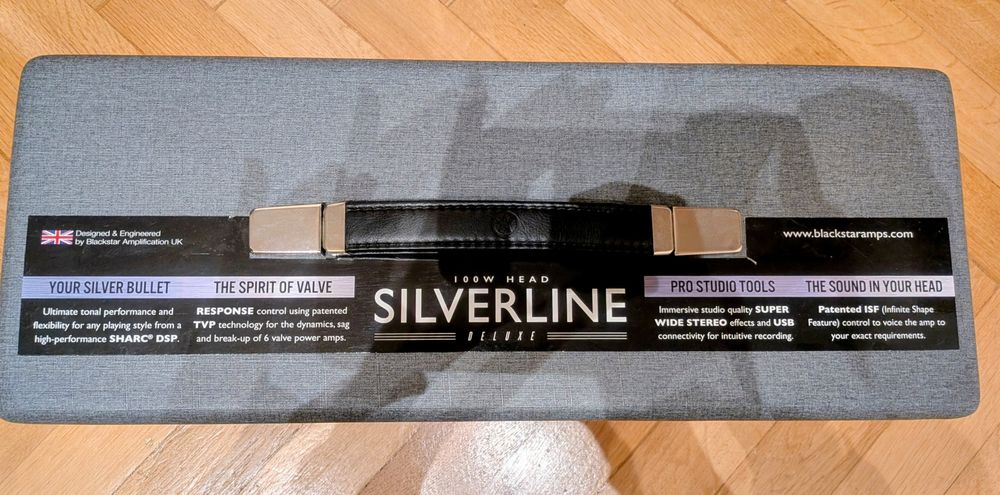 Designed & Engineered
by Blackstar Amplification UK
www.blackstaramps.com
100W HEAD
SILVERLINE
DELUXE
YOUR SILVER BULLET
Ultimate tonal performance and
flexibility for any playing style from a
high-performance SHARC® DSP.
THE SPIRIT OF VALVE
RESPONSE control using patented
TVP technology for the dynamics, sag
and break-up of 6 valve power amps.
PRO STUDIO TOOLS
Immersive studio quality SUPER
WIDE STEREO effects and USB
connectivity for intuitive recording.
THE SOUND IN YOUR HEAD
Patented ISF (Infinite Shape
Feature) control to voice the amp to
your exact requirements.